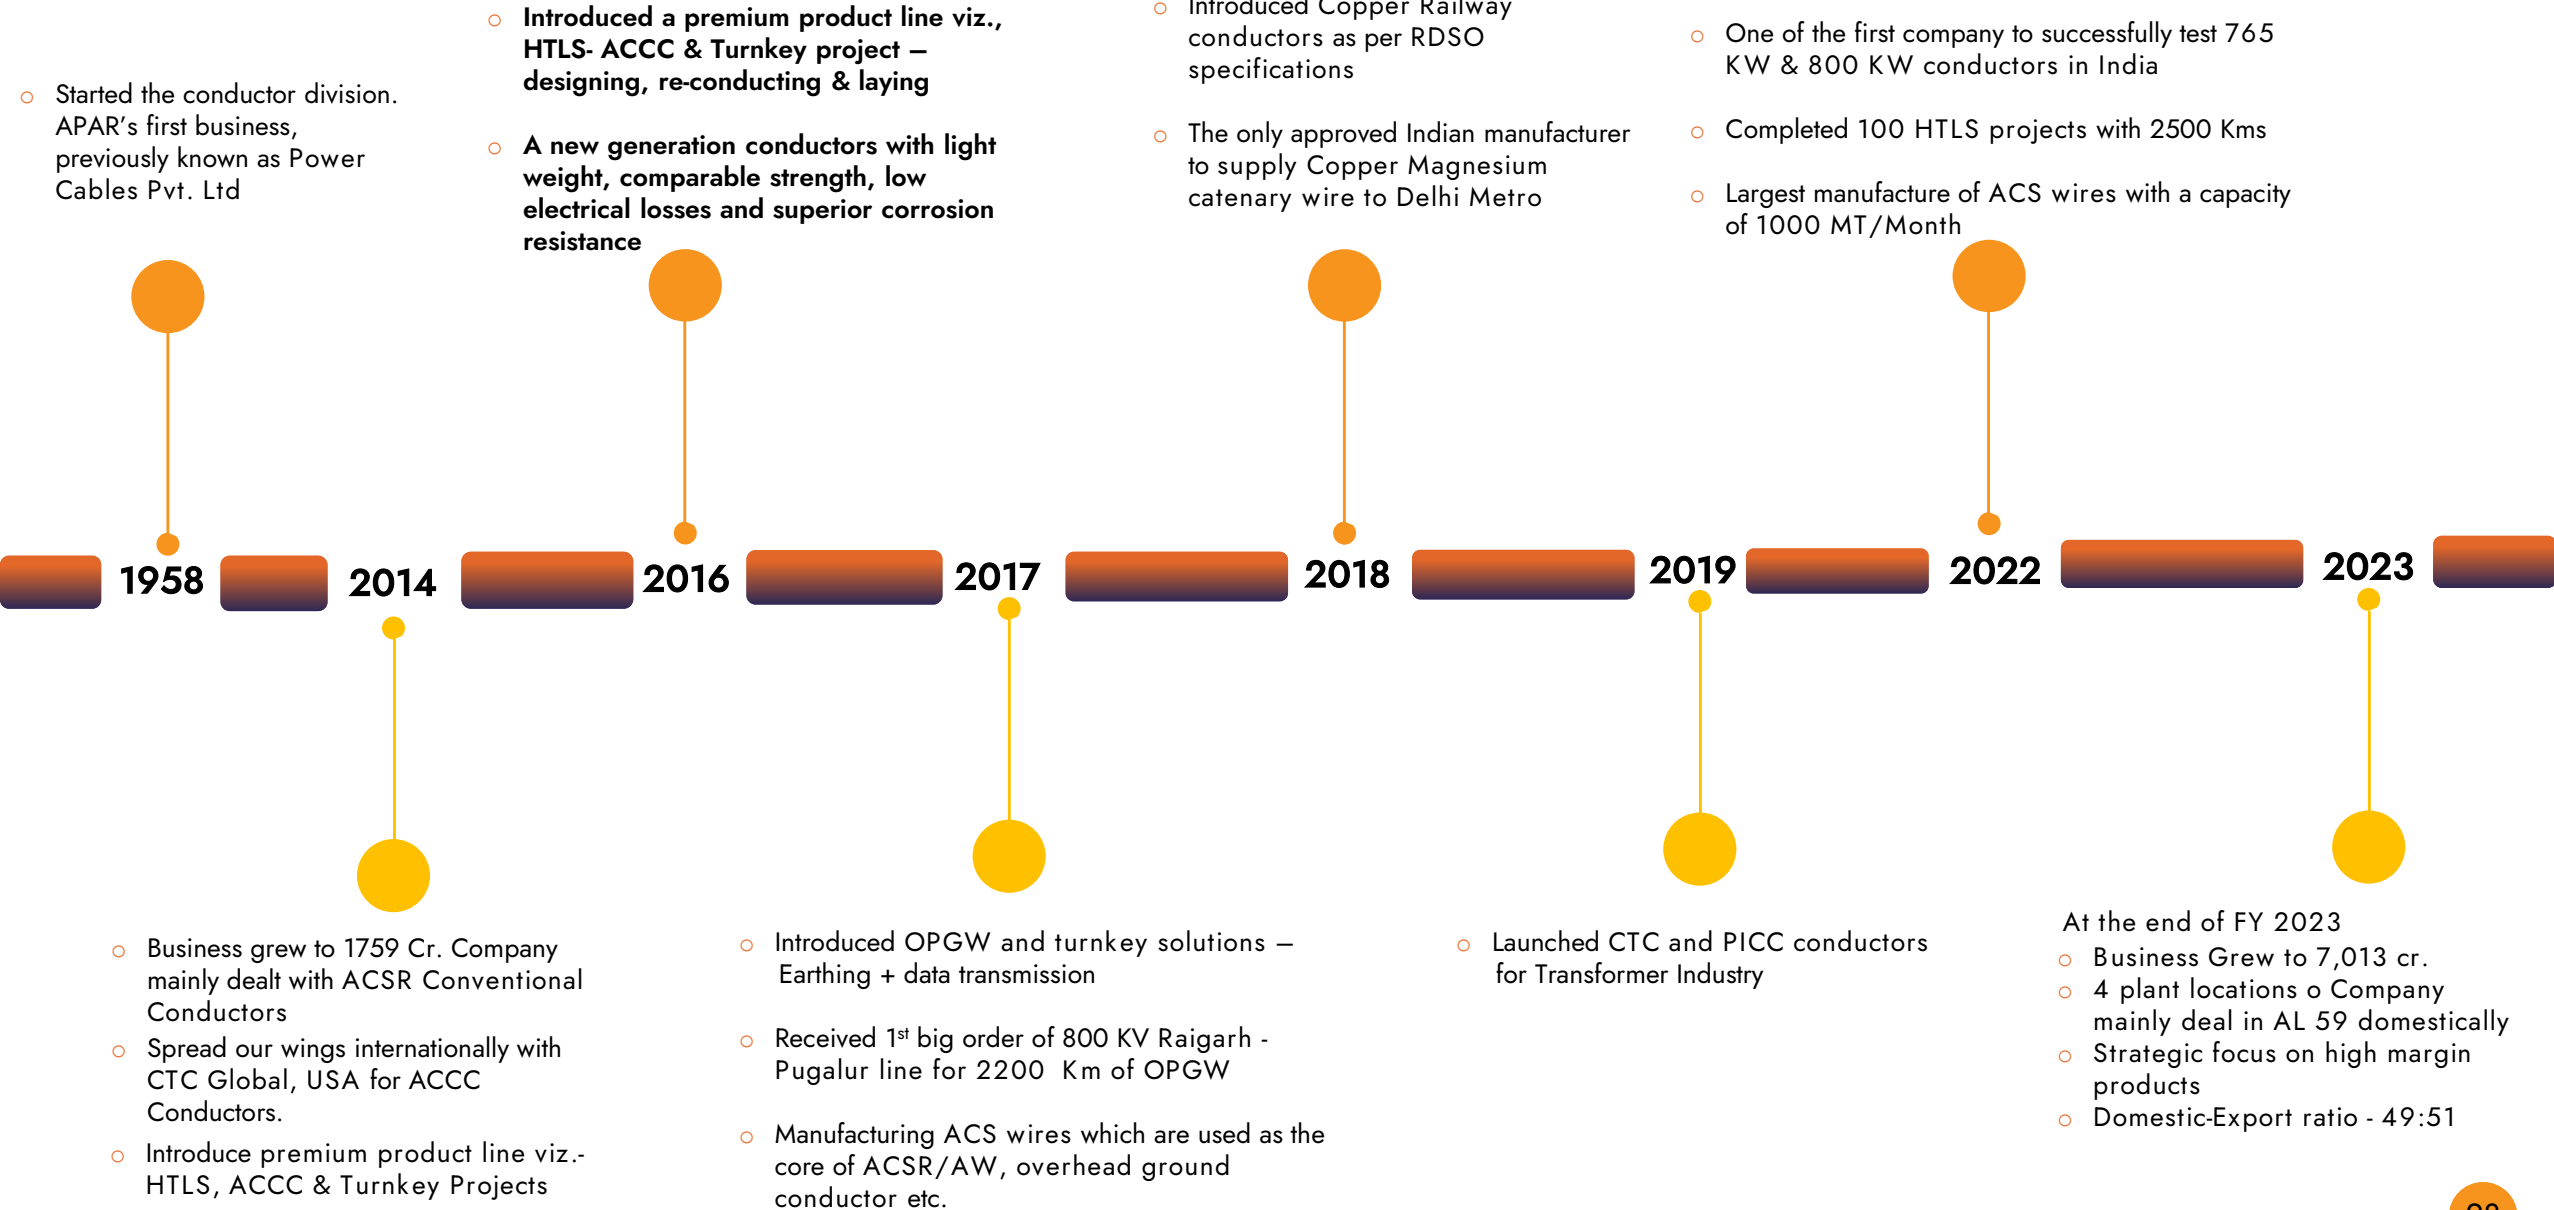 Started the conductor division.
APAR's first business,
previously known as Power
Cables Pvt. Ltd
Introduced a premium product line viz.,
HTLS- ACCC & Turnkey project –
designing, re-conducting & laying
A new generation conductors with light
weight, comparable strength, low
electrical losses and superior corrosion
resistance
Introduced Copper Railway
conductors as per RDSO
specifications
The only approved Indian manufacturer
to supply Copper Magnesium
catenary wire to Delhi Metro
One of the first company to successfully test 765
KW & 800 KW conductors in India
Completed 100 HTLS projects with 2500 Kms
Largest manufacture of ACS wires with a capacity
of 1000 MT/Month
1958
2014
2016
2017
2018
2019
2022
2023
Business grew to 1759 Cr. Company
mainly dealt with ACSR Conventional
Conductors
Spread our wings internationally with
CTC Global, USA for ACCC
Conductors.
Introduce premium product line viz.-
HTLS, ACCC & Turnkey Projects
Introduced OPGW and turnkey solutions –
Earthing + data transmission
Received 1st big order of 800 KV Raigarh -
Pugalur line for 2200 Km of OPGW
Manufacturing ACS wires which are used as the
core of ACSR/AW, overhead ground
conductor etc.
Launched CTC and PICC conductors
for Transformer Industry
At the end of FY 2023
Business Grew to 7,013 cr.
4 plant locations o Company
mainly deal in AL 59 domestically
Strategic focus on high margin
products
Domestic-Export ratio - 49:51